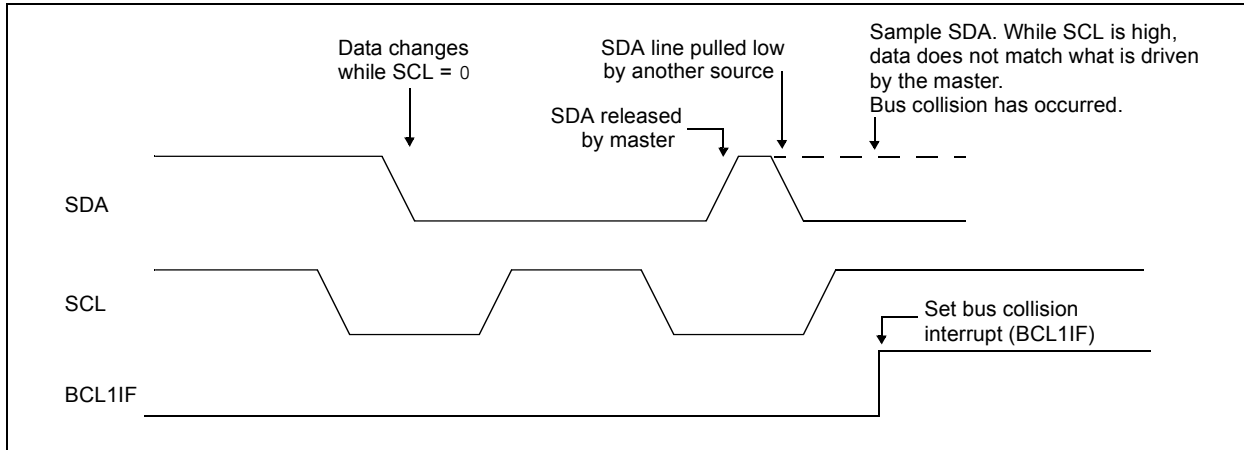 Data changes
while SCL = 0
SDA line pulled low
by another source
Sample SDA. While SCL is high,
data does not match what is driven
by the master.
Bus collision has occurred.
SDA released
by master
SDA
SCL
Set bus collision
interrupt (BCL1IF)
BCL1IF